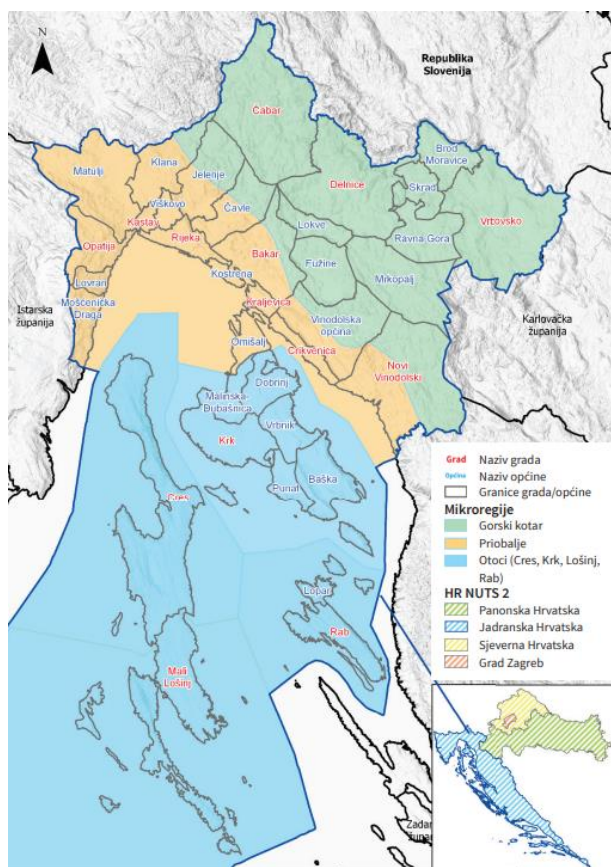 N
Republika
Slovenija
Čabar
Brod
Moravice
Klana
Matulji
Jelenje
Delnice
Skrad
Viškovo
Čavle
Vrbovsko
Kastav
Lokve
Rijeka
Ravna Gora
Opatija
Bakar
Fužine
Kostrena
Mrkopalj
Lovran
Istarska
županija
Mošćenička
Draga
Kraljevica
Karlovačka
županija
Vinodolska
općina
Omišalj
Crikvenica
Novi
Vinodolski
Dobrinj
Malinska-
Dubašnica
Vrbnik
Krk
Baška
Punat
Cres
Lopar
Rab
Mali
Lošinj
Grad Naziv grada
Općina Naziv općine
Granice grada/općine
Mikroregije
Gorski kotar
Priobalje
Otoci (Cres, Krk, Lošinj,
Rab)
HR NUTS 2
Panonska Hrvatska
Jadranska Hrvatska
Sjeverna Hrvatska
Grad Zagreb